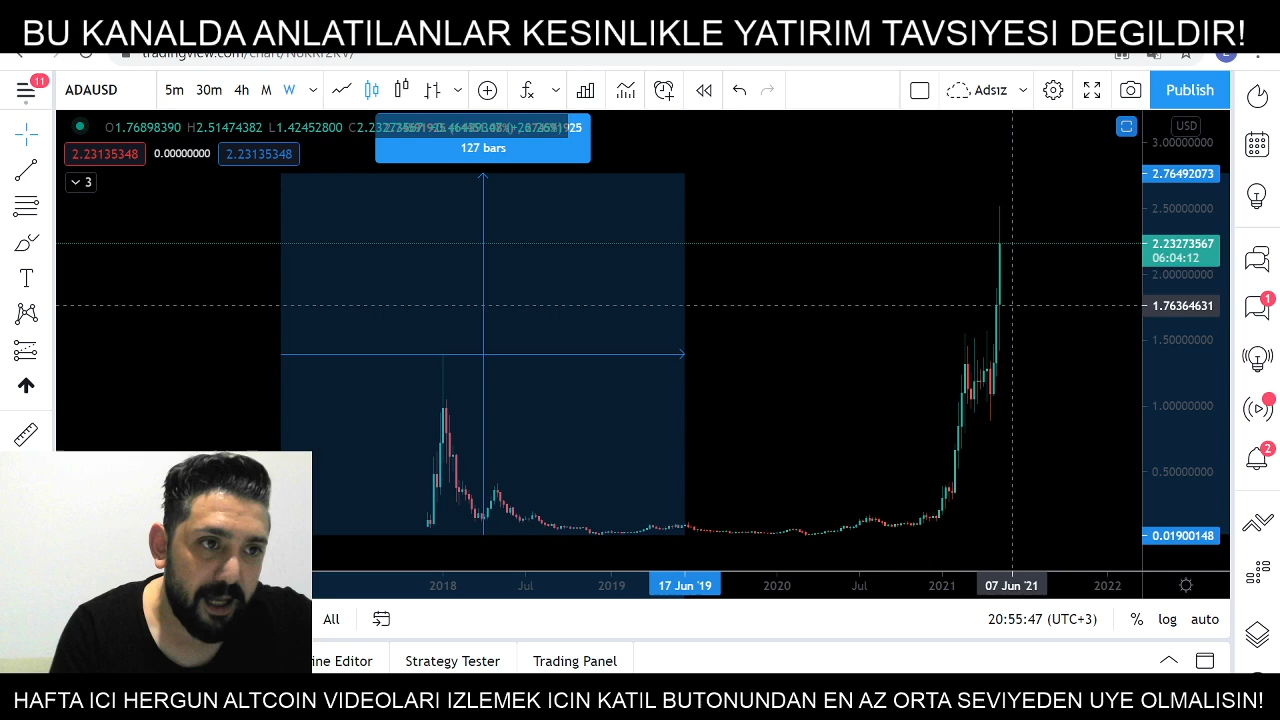 BU KANALDA ANLATILANLAR KESINLIKLE YATIRIM TAVSIYESI DEGILDIR!
11
ADAUSD
5m 30m 4h M W
Adsız
Publish
O1.76898390 H2.51474382 L1.42452800
USD
2.23135348 0.00000000 2.23135348
127 bars
3
3.00000000
2.76492073
2.50000000
2.23273567
06:04:12
2.00000000
1.76364631
1.50000000
1.00000000
0.50000000
0.01900148
1
2
2018 Jul 2019 17 Jun '19 2020 Jul 2021 07 Jun '21 2022
All
20:55:47 (UTC+3) % log auto
ine Editor Strategy Tester Trading Panel
HAFTA ICI HERGUN ALTCOIN VIDEOLARI IZLEMEK ICIN KATIL BUTONUNDAN EN AZ ORTA SEVIYEDEN UYE OLMALISIN!